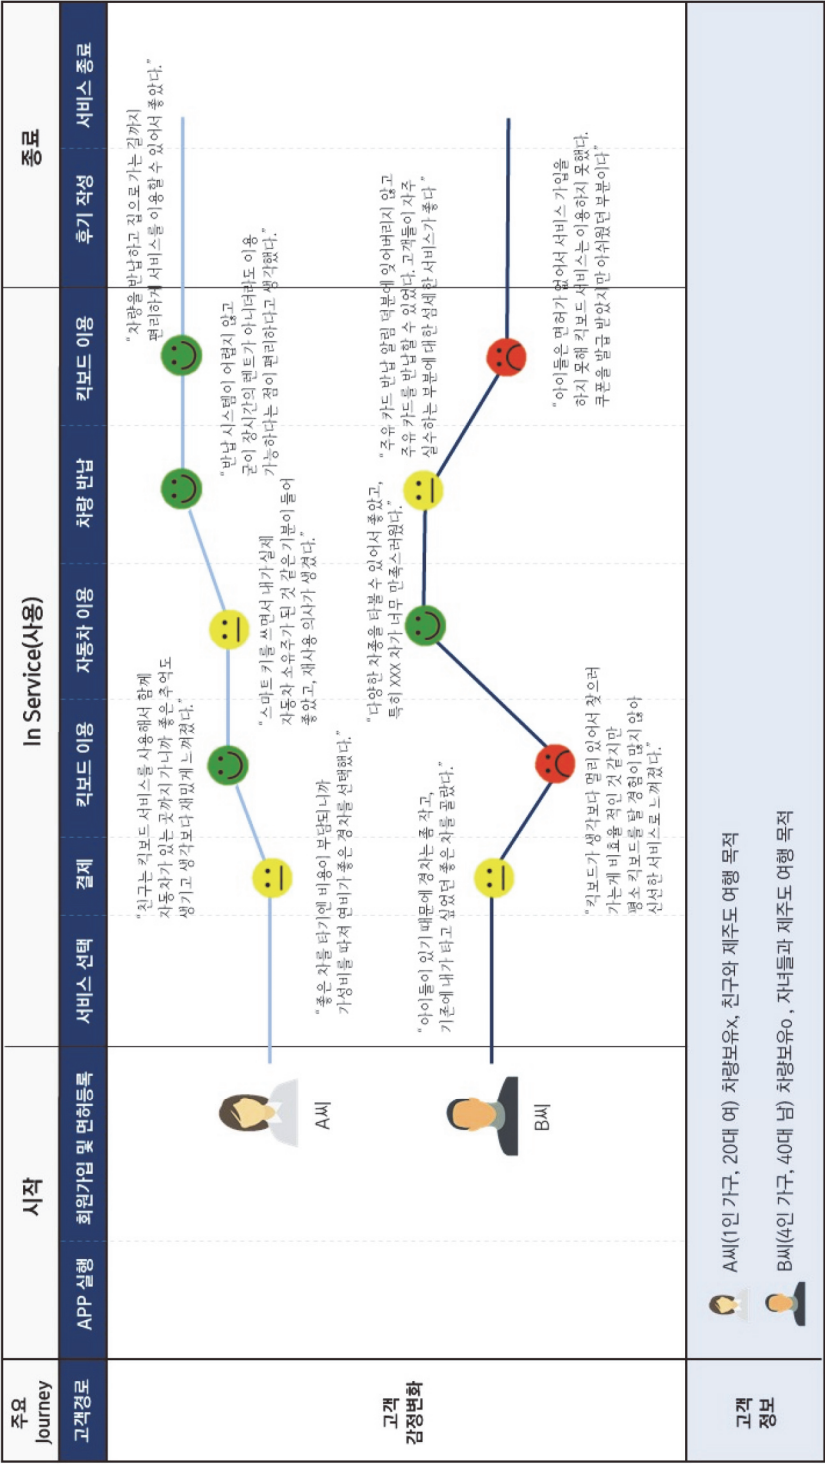 주요
Journey
시작
In Service(사용)
종료
고객경로
APP 실행
회원가입 및 면허등록
서비스 선택
결제
킥보드 이용
자동차 이용
차량 반납
킥보드 이용
후기 작성
서비스 종료
고객
감정변화
A씨
"좋은 차를 타기엔 비용이 부담되니까
가성비를 따져 연비가 좋은 경차를 선택했다."
"친구는 킥보드 서비스를 사용해서 함께
자동차가 있는 곳까지 가니까 좋은 추억도
생기고 생각보다 재밌게 느껴졌다."
"스마트 키를 쓰면서 내가 실제
자동차 소유주가 된 것 같은 기분이 들어
좋았고, 재사용 의사가 생겼다."
"반납 시스템이 어렵지 않고
굳이 장시간의 렌트가 아니더라도 이용
가능하다는 점이 편리하다고 생각했다."
"차량을 반납하고 집으로 가는 길까지
편리하게 서비스를 이용할 수 있어서 좋았다."
B씨
"아이들이 있기 때문에 경차는 좀 작고,
기존에 내가 타고 싶었던 좋은 차를 골랐다."
"킥보드가 생각보다 멀리 있어서 찾으러
가는게 비효율 적인 것 같지만
평소 킥보드를 탈 경험이 많지 않아
신선한 서비스로 느껴졌다."
"다양한 차종을 타볼 수 있어서 좋았고,
특히 XXX 차가 너무 만족스러웠다."
"주유 카드 반납 알림 덕분에 잊어버리지 않고
주유 카드를 반납할 수 있었다. 고객들이 자주
실수하는 부분에 대한 섬세한 서비스가 좋다"
"아이들은 면허가 없어서 서비스 가입을
하지 못해 킥보드 서비스는 이용하지 못했다.
쿠폰을 발급 받았지만 아쉬웠던 부분이다"
고객
정보
A씨(1인 가구, 20대 여) 차량보유x, 친구와 제주도 여행 목적
B씨(4인 가구, 40대 남) 차량보유o , 자녀들과 제주도 여행 목적